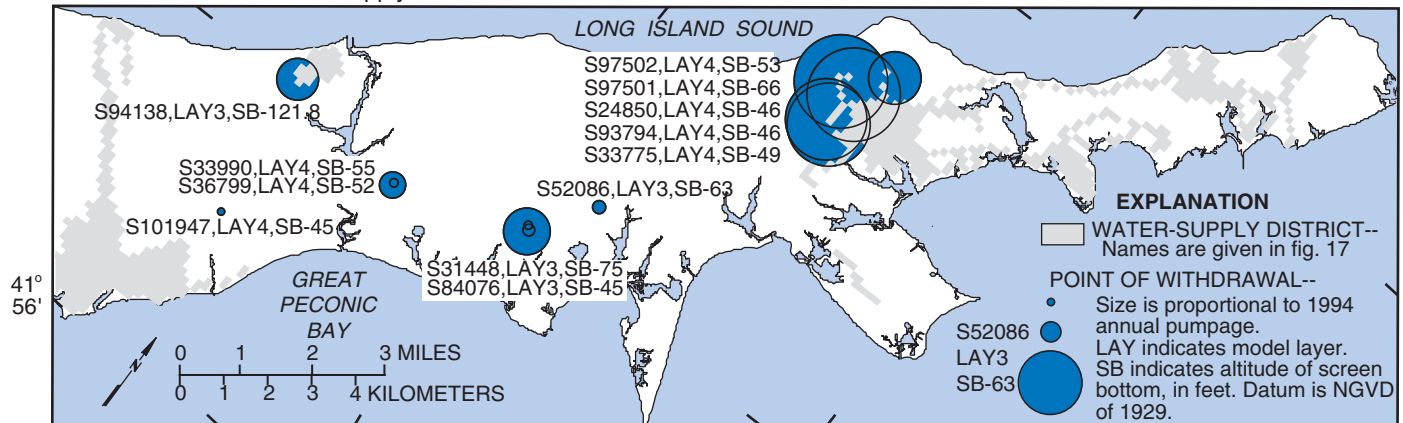 LONG ISLAND SOUND
S97502,LAY4,SB-53
S97501,LAY4,SB-66
S24850,LAY4,SB-46
S93794,LAY4,SB-46
S33775,LAY4,SB-49
S94138,LAY3,SB-121.8
S33990,LAY4,SB-55
S36799,LAY4,SB-52
S52086,LAY3,SB-63
S101947,LAY4,SB-45
S31448,LAY3,SB-75
S84076,LAY3,SB-45
GREAT
PECONIC
BAY
41°
56'
N
0 1 2 3 MILES
0 1 2 3 4 KILOMETERS
EXPLANATION
WATER-SUPPLY DISTRICT--
Names are given in fig. 17
POINT OF WITHDRAWAL--
Size is proportional to 1994
annual pumpage.
LAY indicates model layer.
SB indicates altitude of screen
bottom, in feet. Datum is NGVD
of 1929.
S52086
LAY3
SB-63